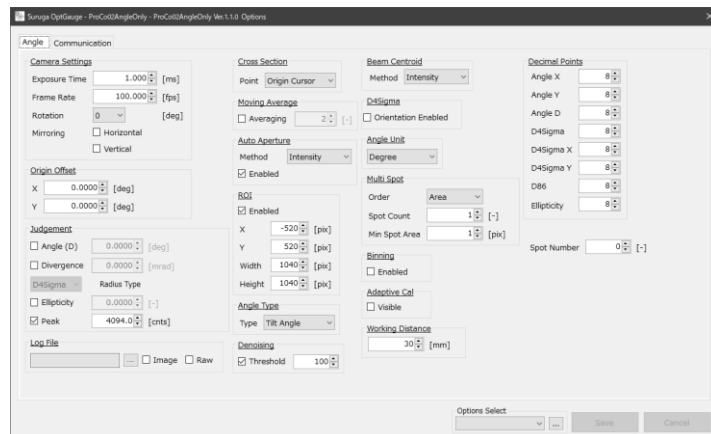 Suruga OptGauge - ProCo02AngleOnly - ProCo02AngleOnly Ver.1.1.0 Options
Angle Communication
Camera Settings
Exposure Time 1.000 [ms]
Frame Rate 100.000 [fps]
Rotation 0 [deg]
Mirroring Horizontal
Vertical
Origin Offset
X 0.0000 [deg]
Y 0.0000 [deg]
Judgement
Angle (D) 0.0000 [deg]
Divergence 0.0000 [mrad]
D4Sigma Radius Type
Ellipticity 0.0000 [-]
Peak 4094.0 [cnts]
Log File
... Image Raw
Cross Section
Point Origin Cursor
Moving Average
Averaging 2 [-]
Auto Aperture
Method Intensity
Enabled
ROI
Enabled
X -520 [pix]
Y 520 [pix]
Width 1040 [pix]
Height 1040 [pix]
Angle Type
Type Tilt Angle
Denoising
Threshold 100
Beam Centroid
Method Intensity
D4Sigma
Orientation Enabled
Angle Unit
Degree
Multi Spot
Order Area
Spot Count 1 [-]
Min Spot Area 1 [pix]
Binning
Enabled
Adaptive Cal
Visible
Working Distance
30 [mm]
Decimal Points
Angle X 8
Angle Y 8
Angle D 8
D4Sigma 8
D4Sigma X 8
D4Sigma Y 8
D86 8
Ellipticity 8
Spot Number 0 [-]
Options Select
... Save Cancel